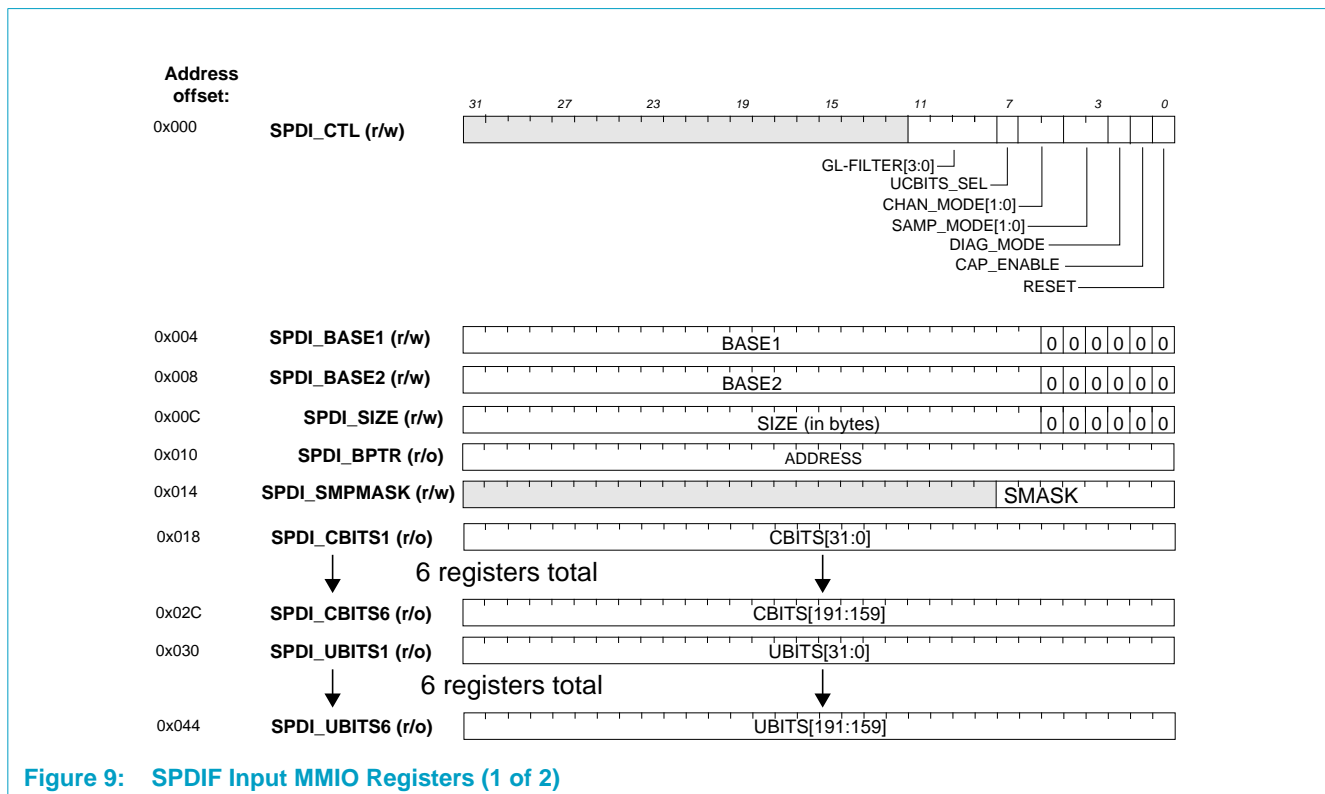 Address
offset:
31 27 23 19 15 11 7 3 0
0x000 SPDI_CTL (r/w)
GL-FILTER[3:0]
UCBITS_SEL
CHAN_MODE[1:0]
SAMP_MODE[1:0]
DIAG_MODE
CAP_ENABLE
RESET
0x004 SPDI_BASE1 (r/w) BASE1 0 0 0 0 0 0
0x008 SPDI_BASE2 (r/w) BASE2 0 0 0 0 0 0
0x00C SPDI_SIZE (r/w) SIZE (in bytes) 0 0 0 0 0 0
0x010 SPDI_BPTR (r/o) ADDRESS
0x014 SPDI_SMPMASK (r/w) SMASK
0x018 SPDI_CBITS1 (r/o) CBITS[31:0]
6 registers total
0x02C SPDI_CBITS6 (r/o) CBITS[191:159]
0x030 SPDI_UBITS1 (r/o) UBITS[31:0]
6 registers total
0x044 SPDI_UBITS6 (r/o) UBITS[191:159]
Figure 9: SPDIF Input MMIO Registers (1 of 2)